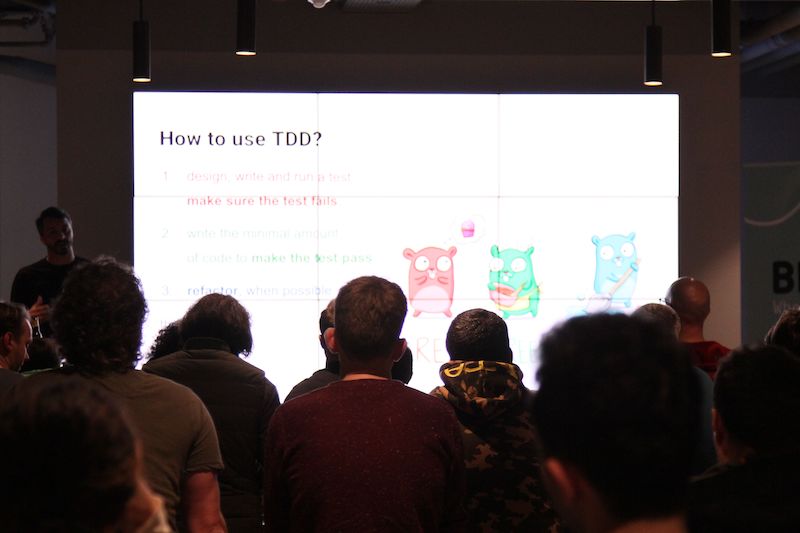 How to use TDD?
1. design, write and run a test
make sure the test fails
2. write the minimal amount
of code to make the test pass
3. refactor, when possible
RE
B